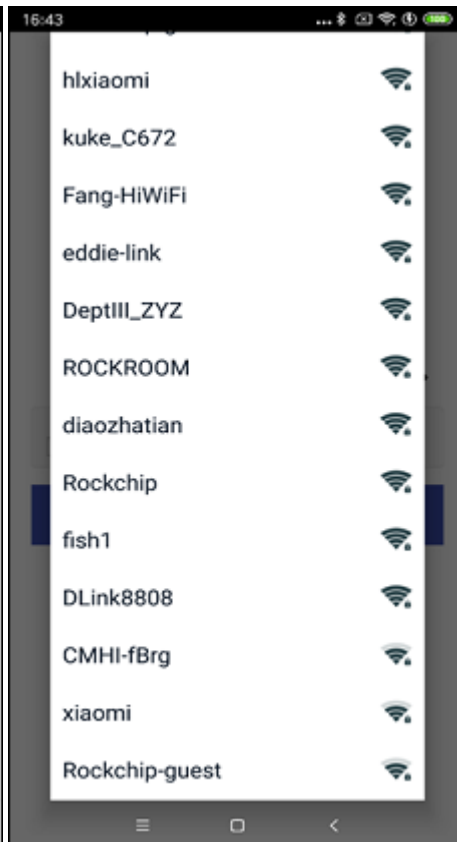 16:43
100
hlxiaomi
kuke_C672
Fang-HiWiFi
eddie-link
DeptIII_ZYZ
ROCKROOM
diaozhatian
Rockchip
fish1
DLink8808
CMHI-fBrg
xiaomi
Rockchip-guest